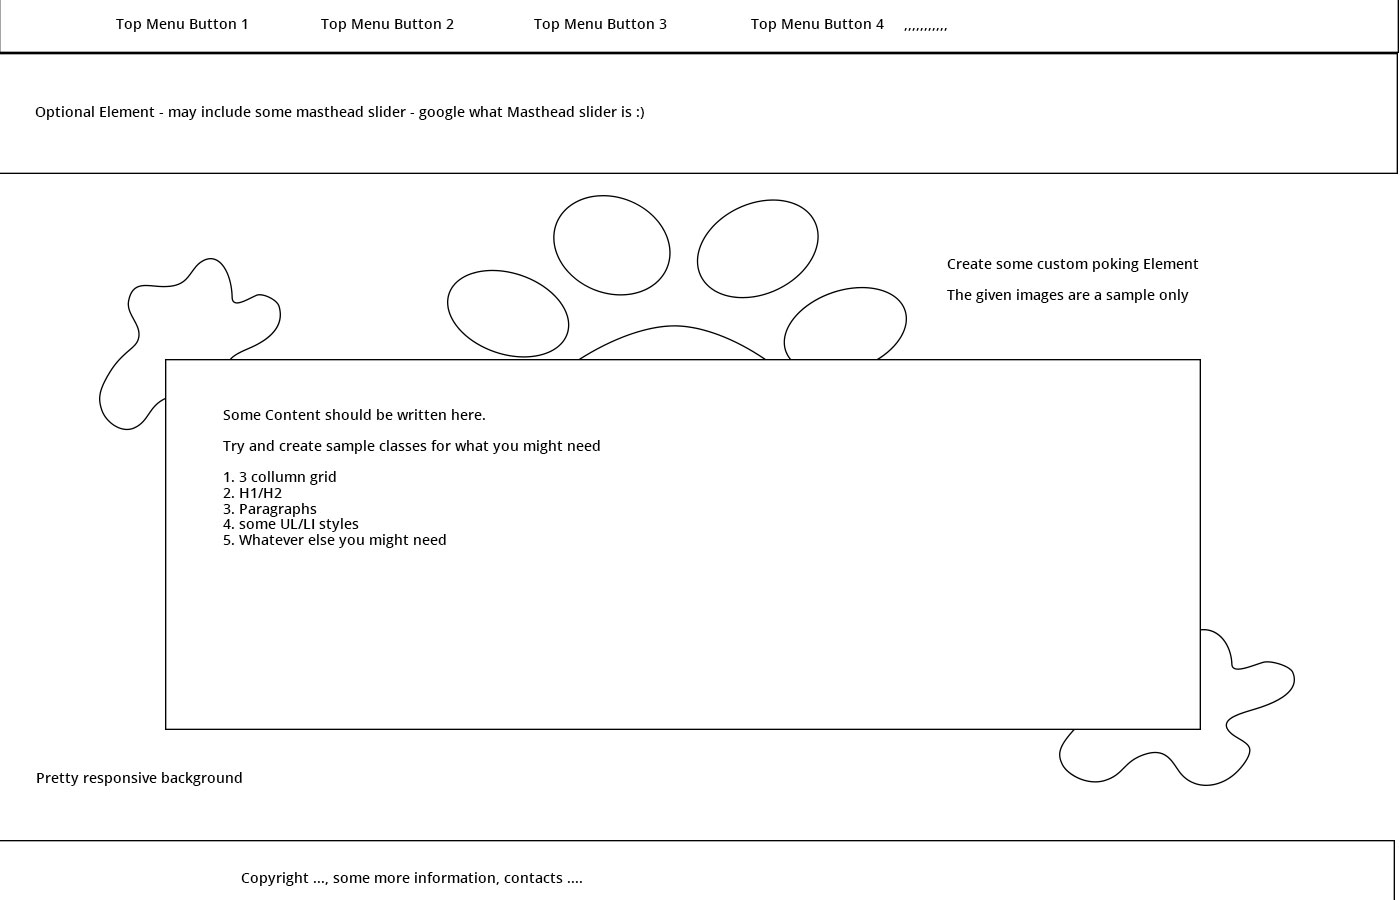 Top Menu Button 1 Top Menu Button 2 Top Menu Button 3 Top Menu Button 4 ,,,,,,,,,,,
Optional Element - may include some masthead slider - google what Masthead slider is :)
Create some custom poking Element
The given images are a sample only
Some Content should be written here.
Try and create sample classes for what you might need
1. 3 collumn grid
2. H1/H2
3. Paragraphs
4. some UL/LI styles
5. Whatever else you might need
Pretty responsive background
Copyright ..., some more information, contacts ....